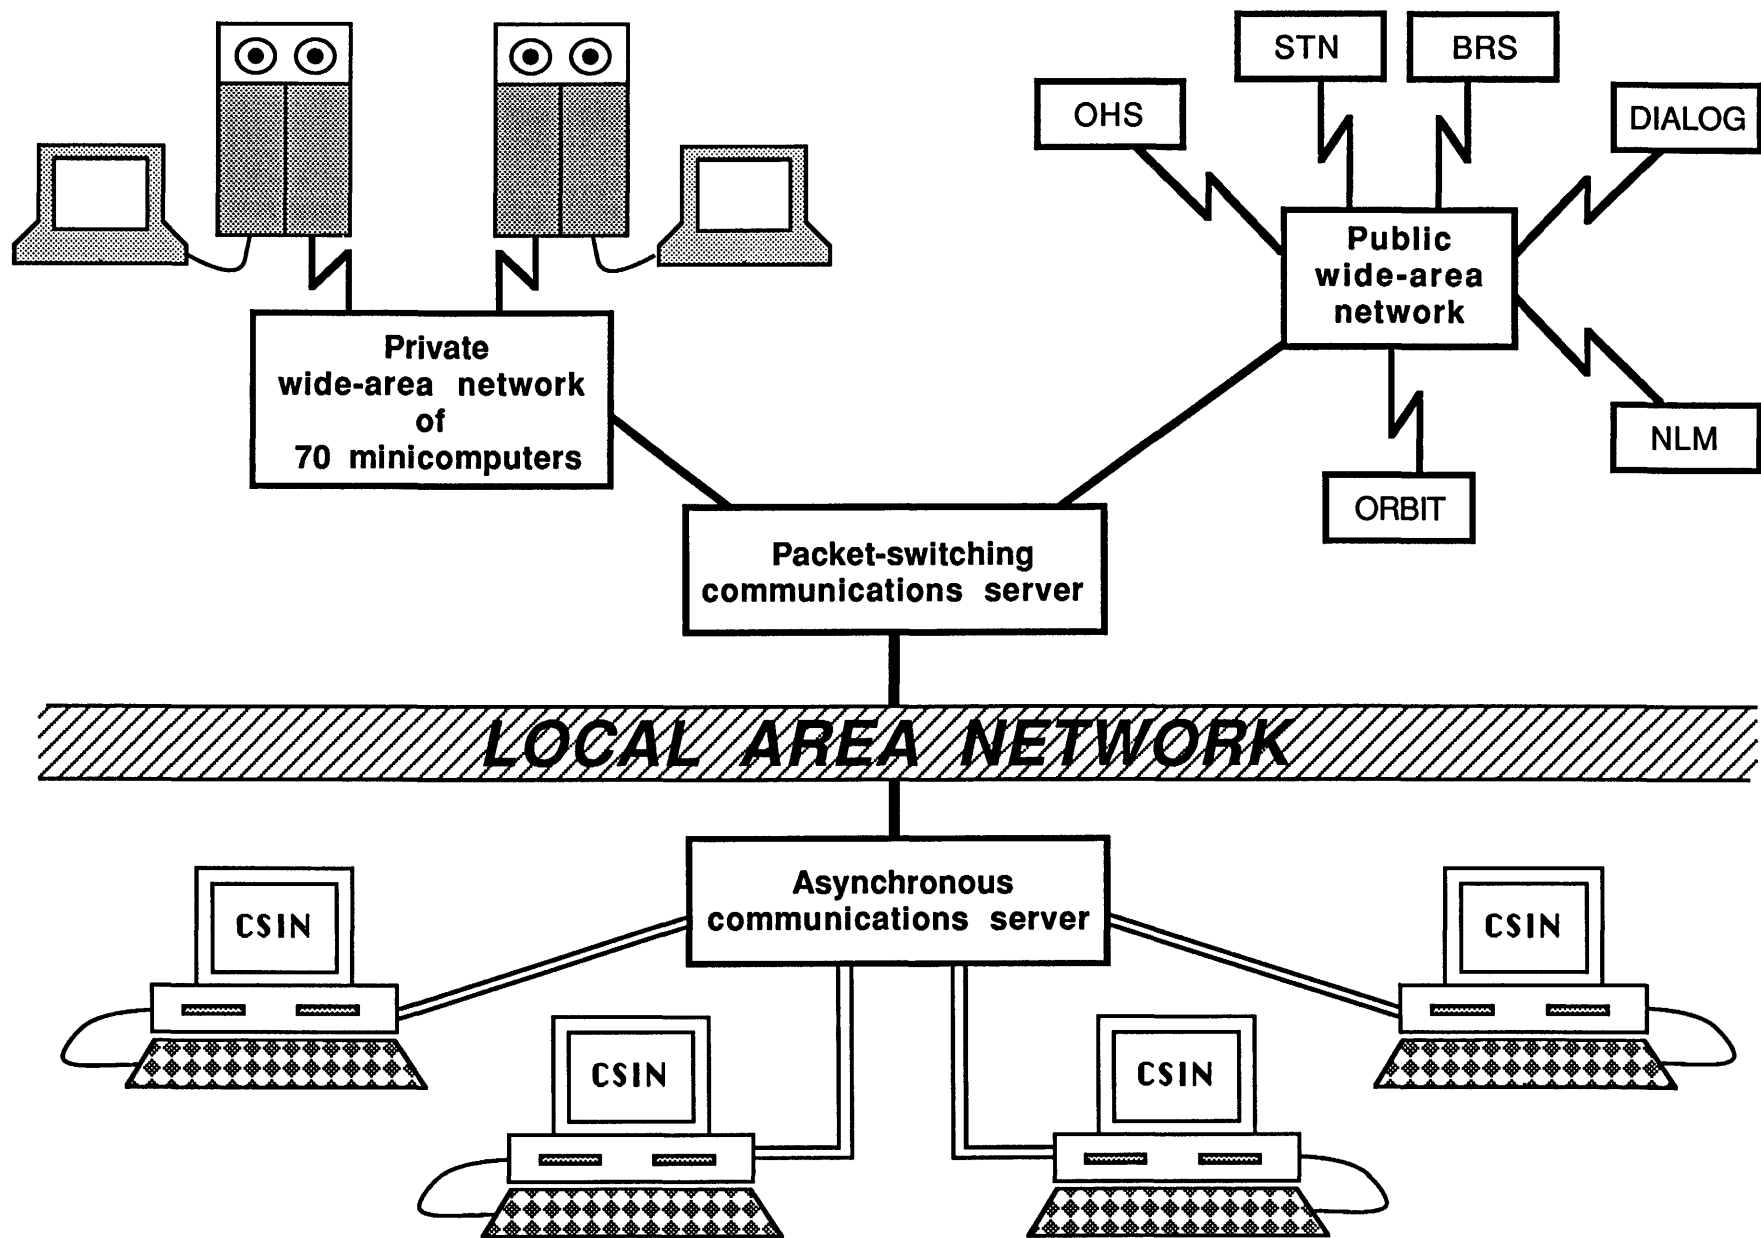 STN
BRS
OHS
DIALOG
Public
wide-area
network
Private
wide-area network
of
70 minicomputers
NLM
ORBIT
Packet-switching
communications server
LOCAL AREA NETWORK
Asynchronous
communications server
CSIN
CSIN
CSIN
CSIN